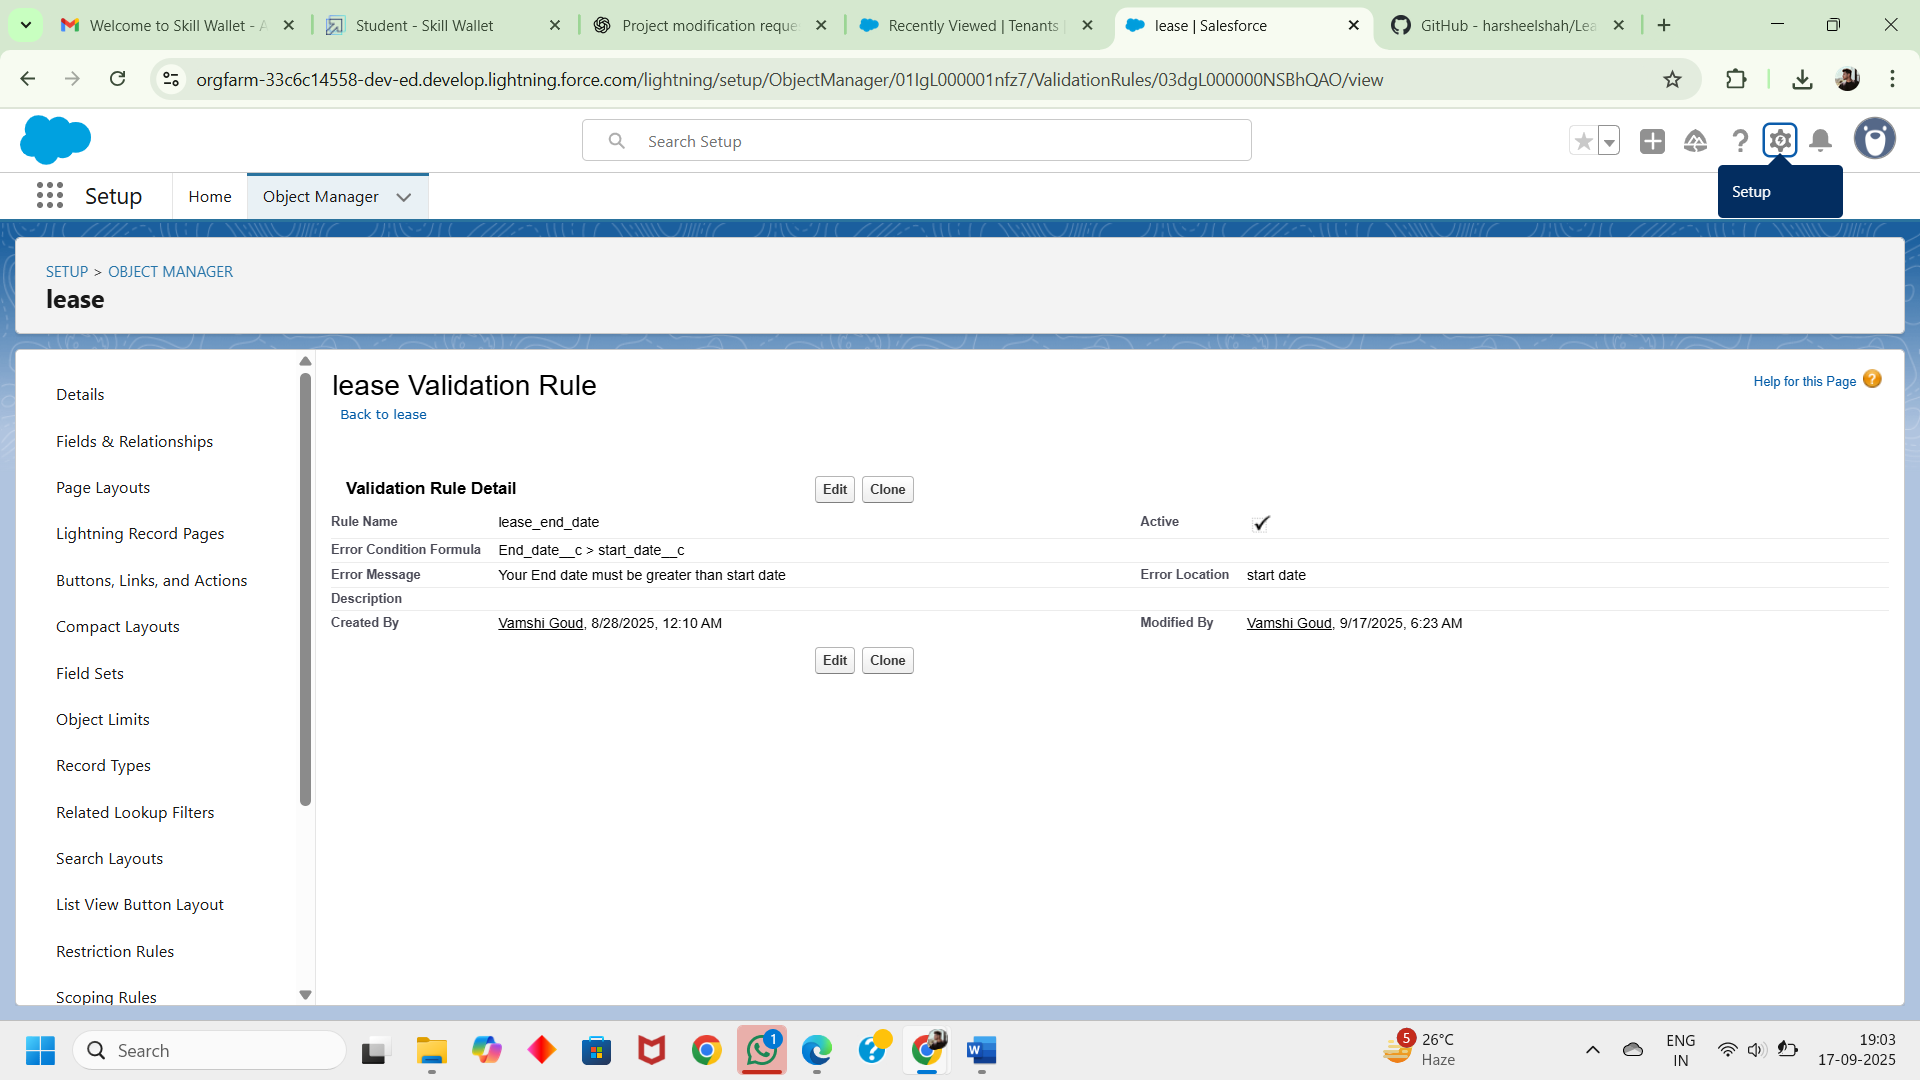 Welcome to Skill Wallet - A
Student - Skill Wallet
Project modification reque
Recently Viewed | Tenants |
lease | Salesforce
GitHub - harsheelshah/Lea
orgfarm-33c6c14558-dev-ed.develop.lightning.force.com/lightning/setup/ObjectManager/01IgL000001nfz7/ValidationRules/03dgL000000NSBhQAO/view
Search Setup
Setup
Home
Object Manager
Setup
SETUP > OBJECT MANAGER
lease
Details
Fields & Relationships
Page Layouts
Lightning Record Pages
Buttons, Links, and Actions
Compact Layouts
Field Sets
Object Limits
Record Types
Related Lookup Filters
Search Layouts
List View Button Layout
Restriction Rules
Scoping Rules
lease Validation Rule
Back to lease
Help for this Page ?
Validation Rule Detail
Edit Clone
Rule Name lease_end_date Active
Error Condition Formula End_date__c > start_date__c
Error Message Your End date must be greater than start date Error Location start date
Description
Created By Vamshi Goud, 8/28/2025, 12:10 AM Modified By Vamshi Goud, 9/17/2025, 6:23 AM
Edit Clone
Search
1
5
26°C
Haze
ENG
IN
19:03
17-09-2025